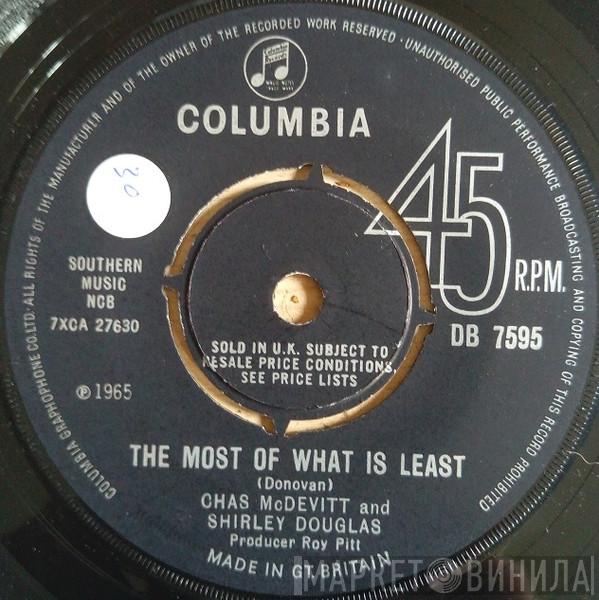 COLUMBIA GRAPHOPHONE CO.LTD·ALL RIGHTS OF THE MANUFACTURER AND OF THE OWNER OF THE RECORDED WORK RESERVED · UNAUTHORISED PUBLIC PERFORMANCE BROADCASTING AND COPYING OF THIS RECORD PROHIBITED
COLUMBIA
45
R.P.M.
30
SOUTHERN
MUSIC
NCB
7XCA 27630
DB 7595
℗1965
SOLD IN U.K. SUBJECT TO
RESALE PRICE CONDITIONS,
SEE PRICE LISTS
THE MOST OF WHAT IS LEAST
(Donovan)
CHAS McDEVITT and
SHIRLEY DOUGLAS
Producer Roy Pitt
MADE IN GT. BRITAIN
МАРКЕТ ВИНИЛА